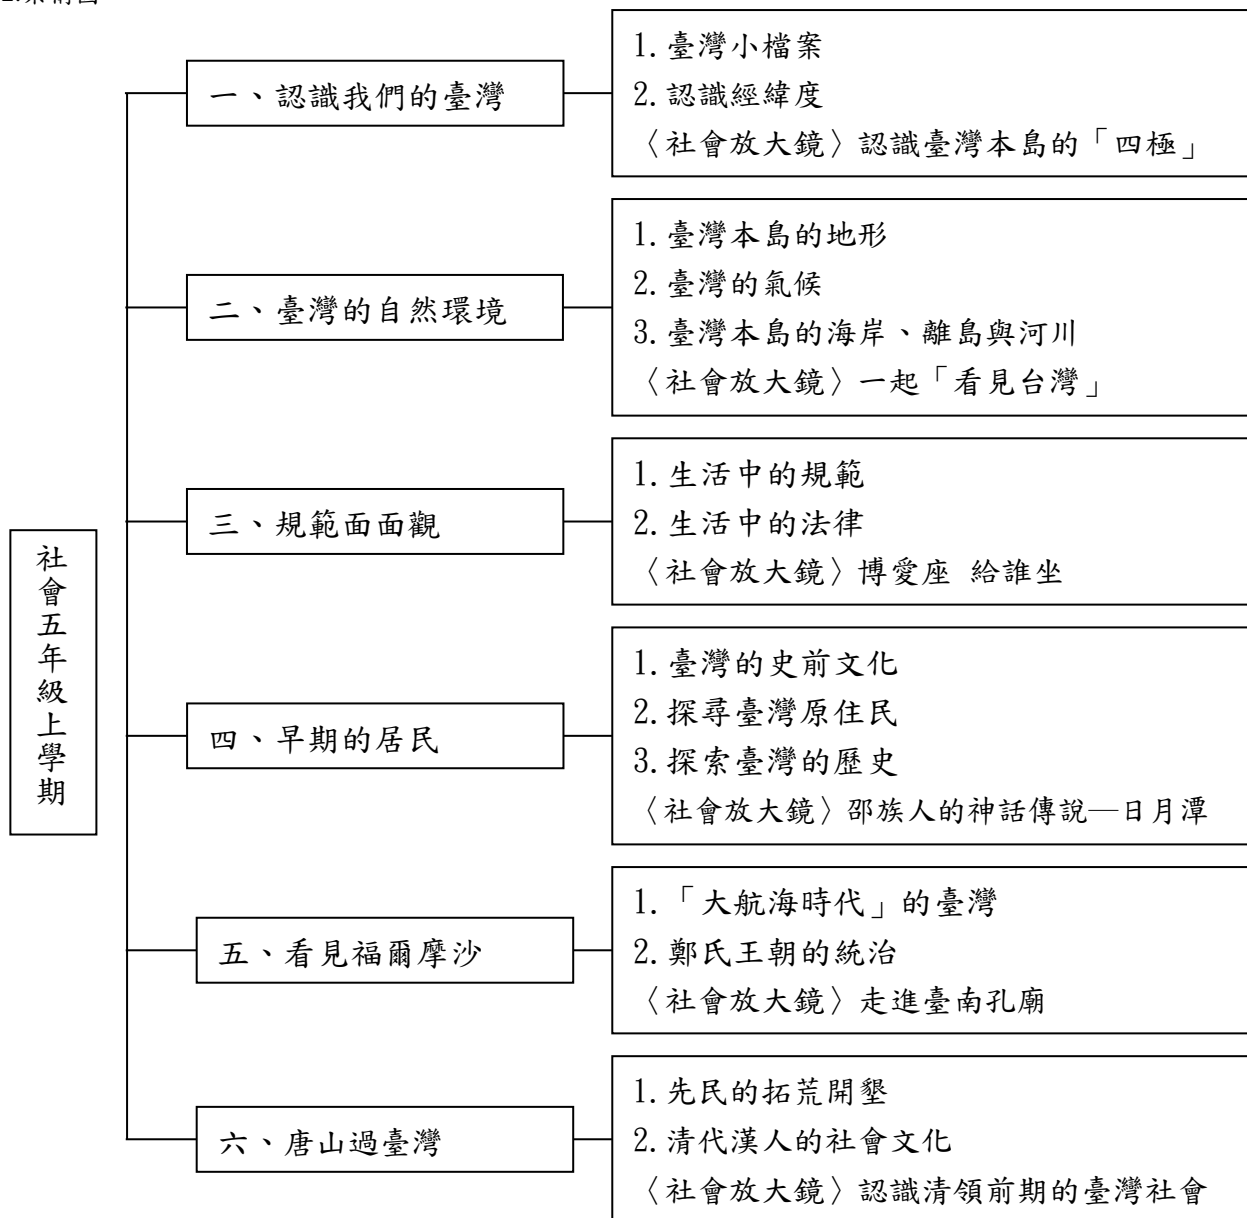 社會五年級上學期
一、認識我們的臺灣
1.臺灣小檔案
2.認識經緯度
〈社會放大鏡〉認識臺灣本島的「四極」
二、臺灣的自然環境
1.臺灣本島的地形
2.臺灣的氣候
3.臺灣本島的海岸、離島與河川
〈社會放大鏡〉一起「看見台灣」
三、規範面面觀
1.生活中的規範
2.生活中的法律
〈社會放大鏡〉博愛座 給誰坐
四、早期的居民
1.臺灣的史前文化
2.探尋臺灣原住民
3.探索臺灣的歷史
〈社會放大鏡〉邵族人的神話傳說─日月潭
五、看見福爾摩沙
1.「大航海時代」的臺灣
2.鄭氏王朝的統治
〈社會放大鏡〉走進臺南孔廟
六、唐山過臺灣
1.先民的拓荒開墾
2.清代漢人的社會文化
〈社會放大鏡〉認識清領前期的臺灣社會